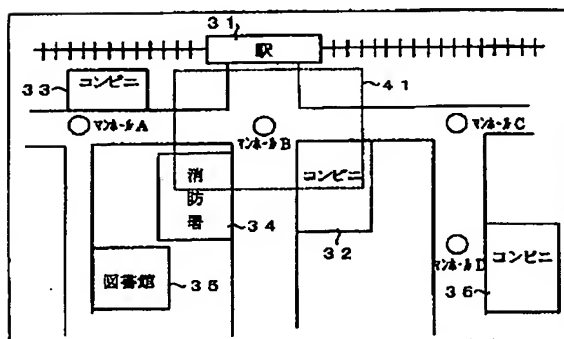 31
駅
33
コンビニ
41
マンホールA
マンホールB
マンホールC
消防署
コンビニ
34
32
マンホールD
コンビニ
図書館
35
36